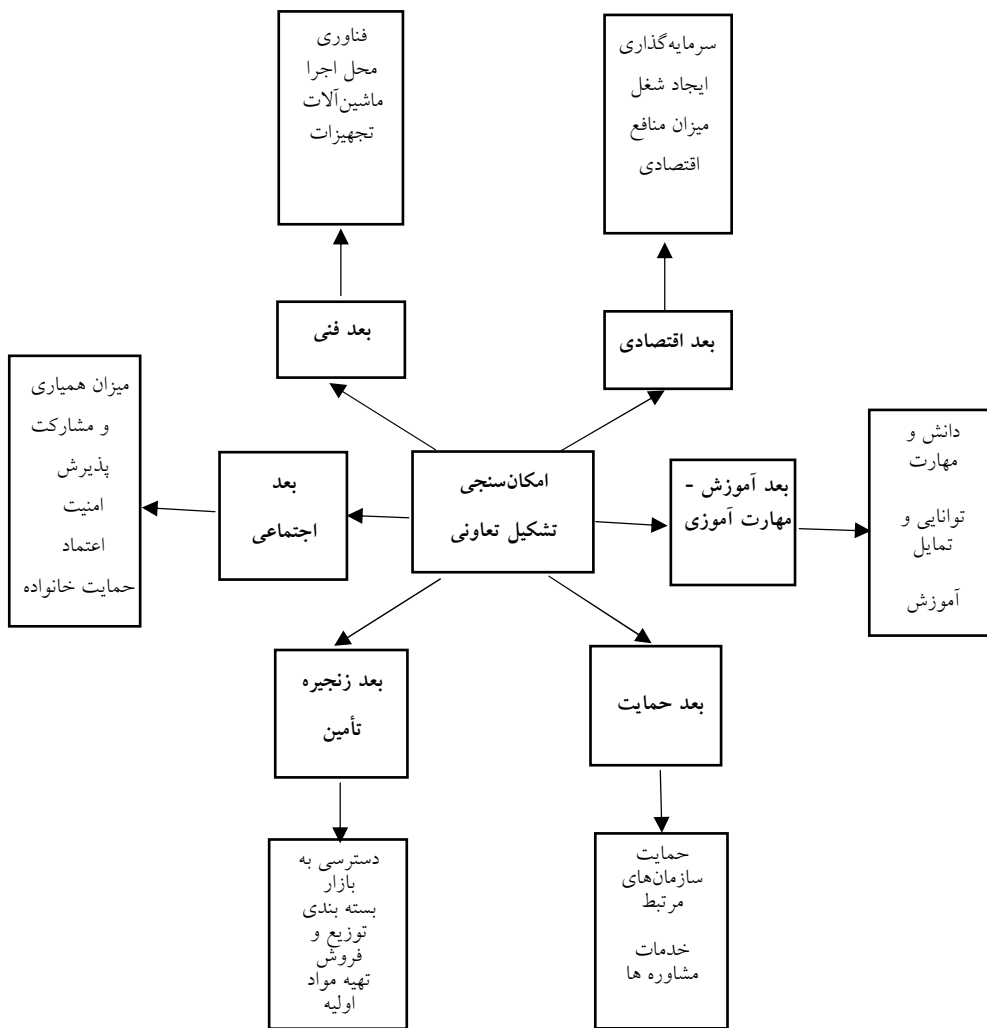 فناوری
محل اجرا
ماشین‌آلات
تجهیزات
سرمایه‌گذاری
ایجاد شغل
میزان منافع
اقتصادی
بعد فنی
بعد اقتصادی
میزان همیاری
و مشارکت
پذیرش
امنیت
اعتماد
حمایت خانواده
بعد
اجتماعی
امکان‌سنجی
تشکیل تعاونی
بعد آموزش -
مهارت آموزی
دانش و
مهارت
توانایی و
تمایل
آموزش
بعد زنجیره
تأمین
بعد حمایت
دسترسی به
بازار
بسته بندی
توزیع و
فروش
تهیه مواد
اولیه
حمایت
سازمان‌های
مرتبط
خدمات
مشاوره ها